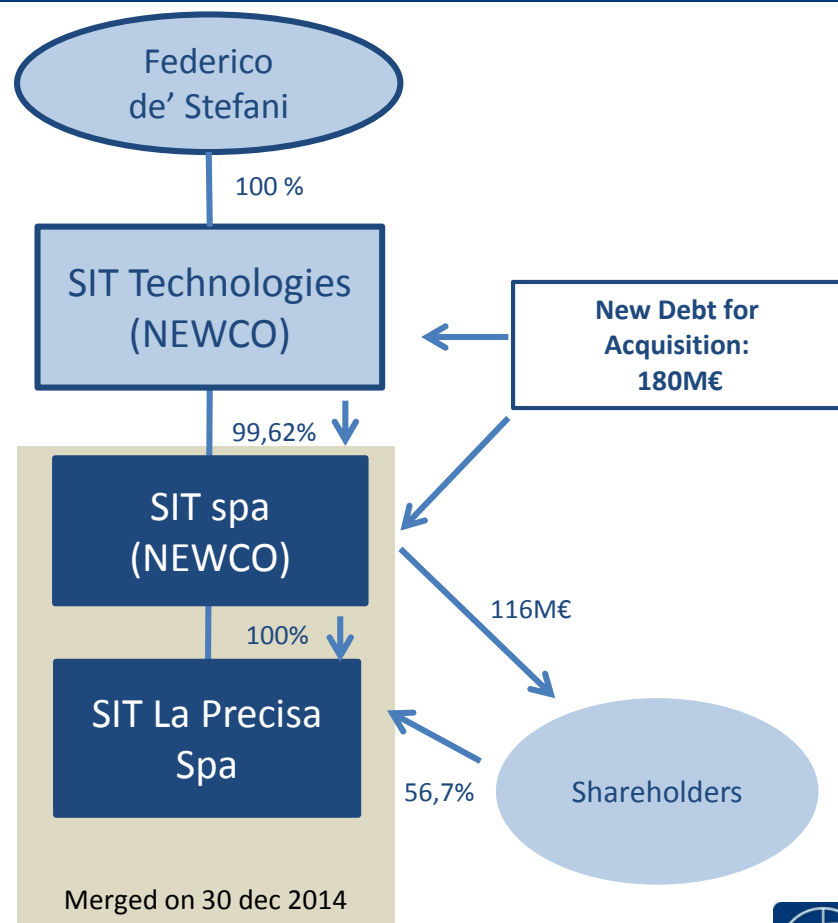 Federico
de’ Stefani
100 %
SIT Technologies
(NEWCO)
New Debt for
Acquisition:
180M€
99,62%
SIT spa
(NEWCO)
116M€
100%
SIT La Precisa
Spa
56,7%
Shareholders
Merged on 30 dec 2014